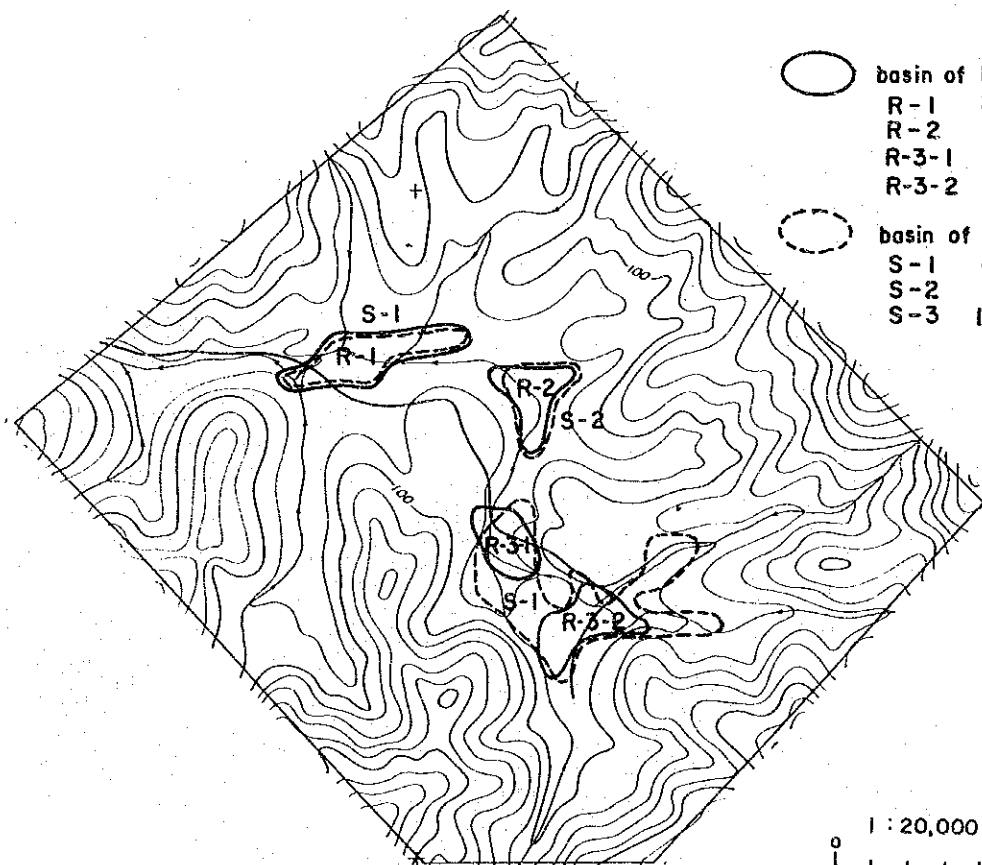 basin of
R-1
R-2
R-3-1
R-3-2
basin of
S-1
S-2
S-3
100
S-1
R-1
R-2
S-2
100
R-3-1
S-1
R-3-2
1:20,000
0